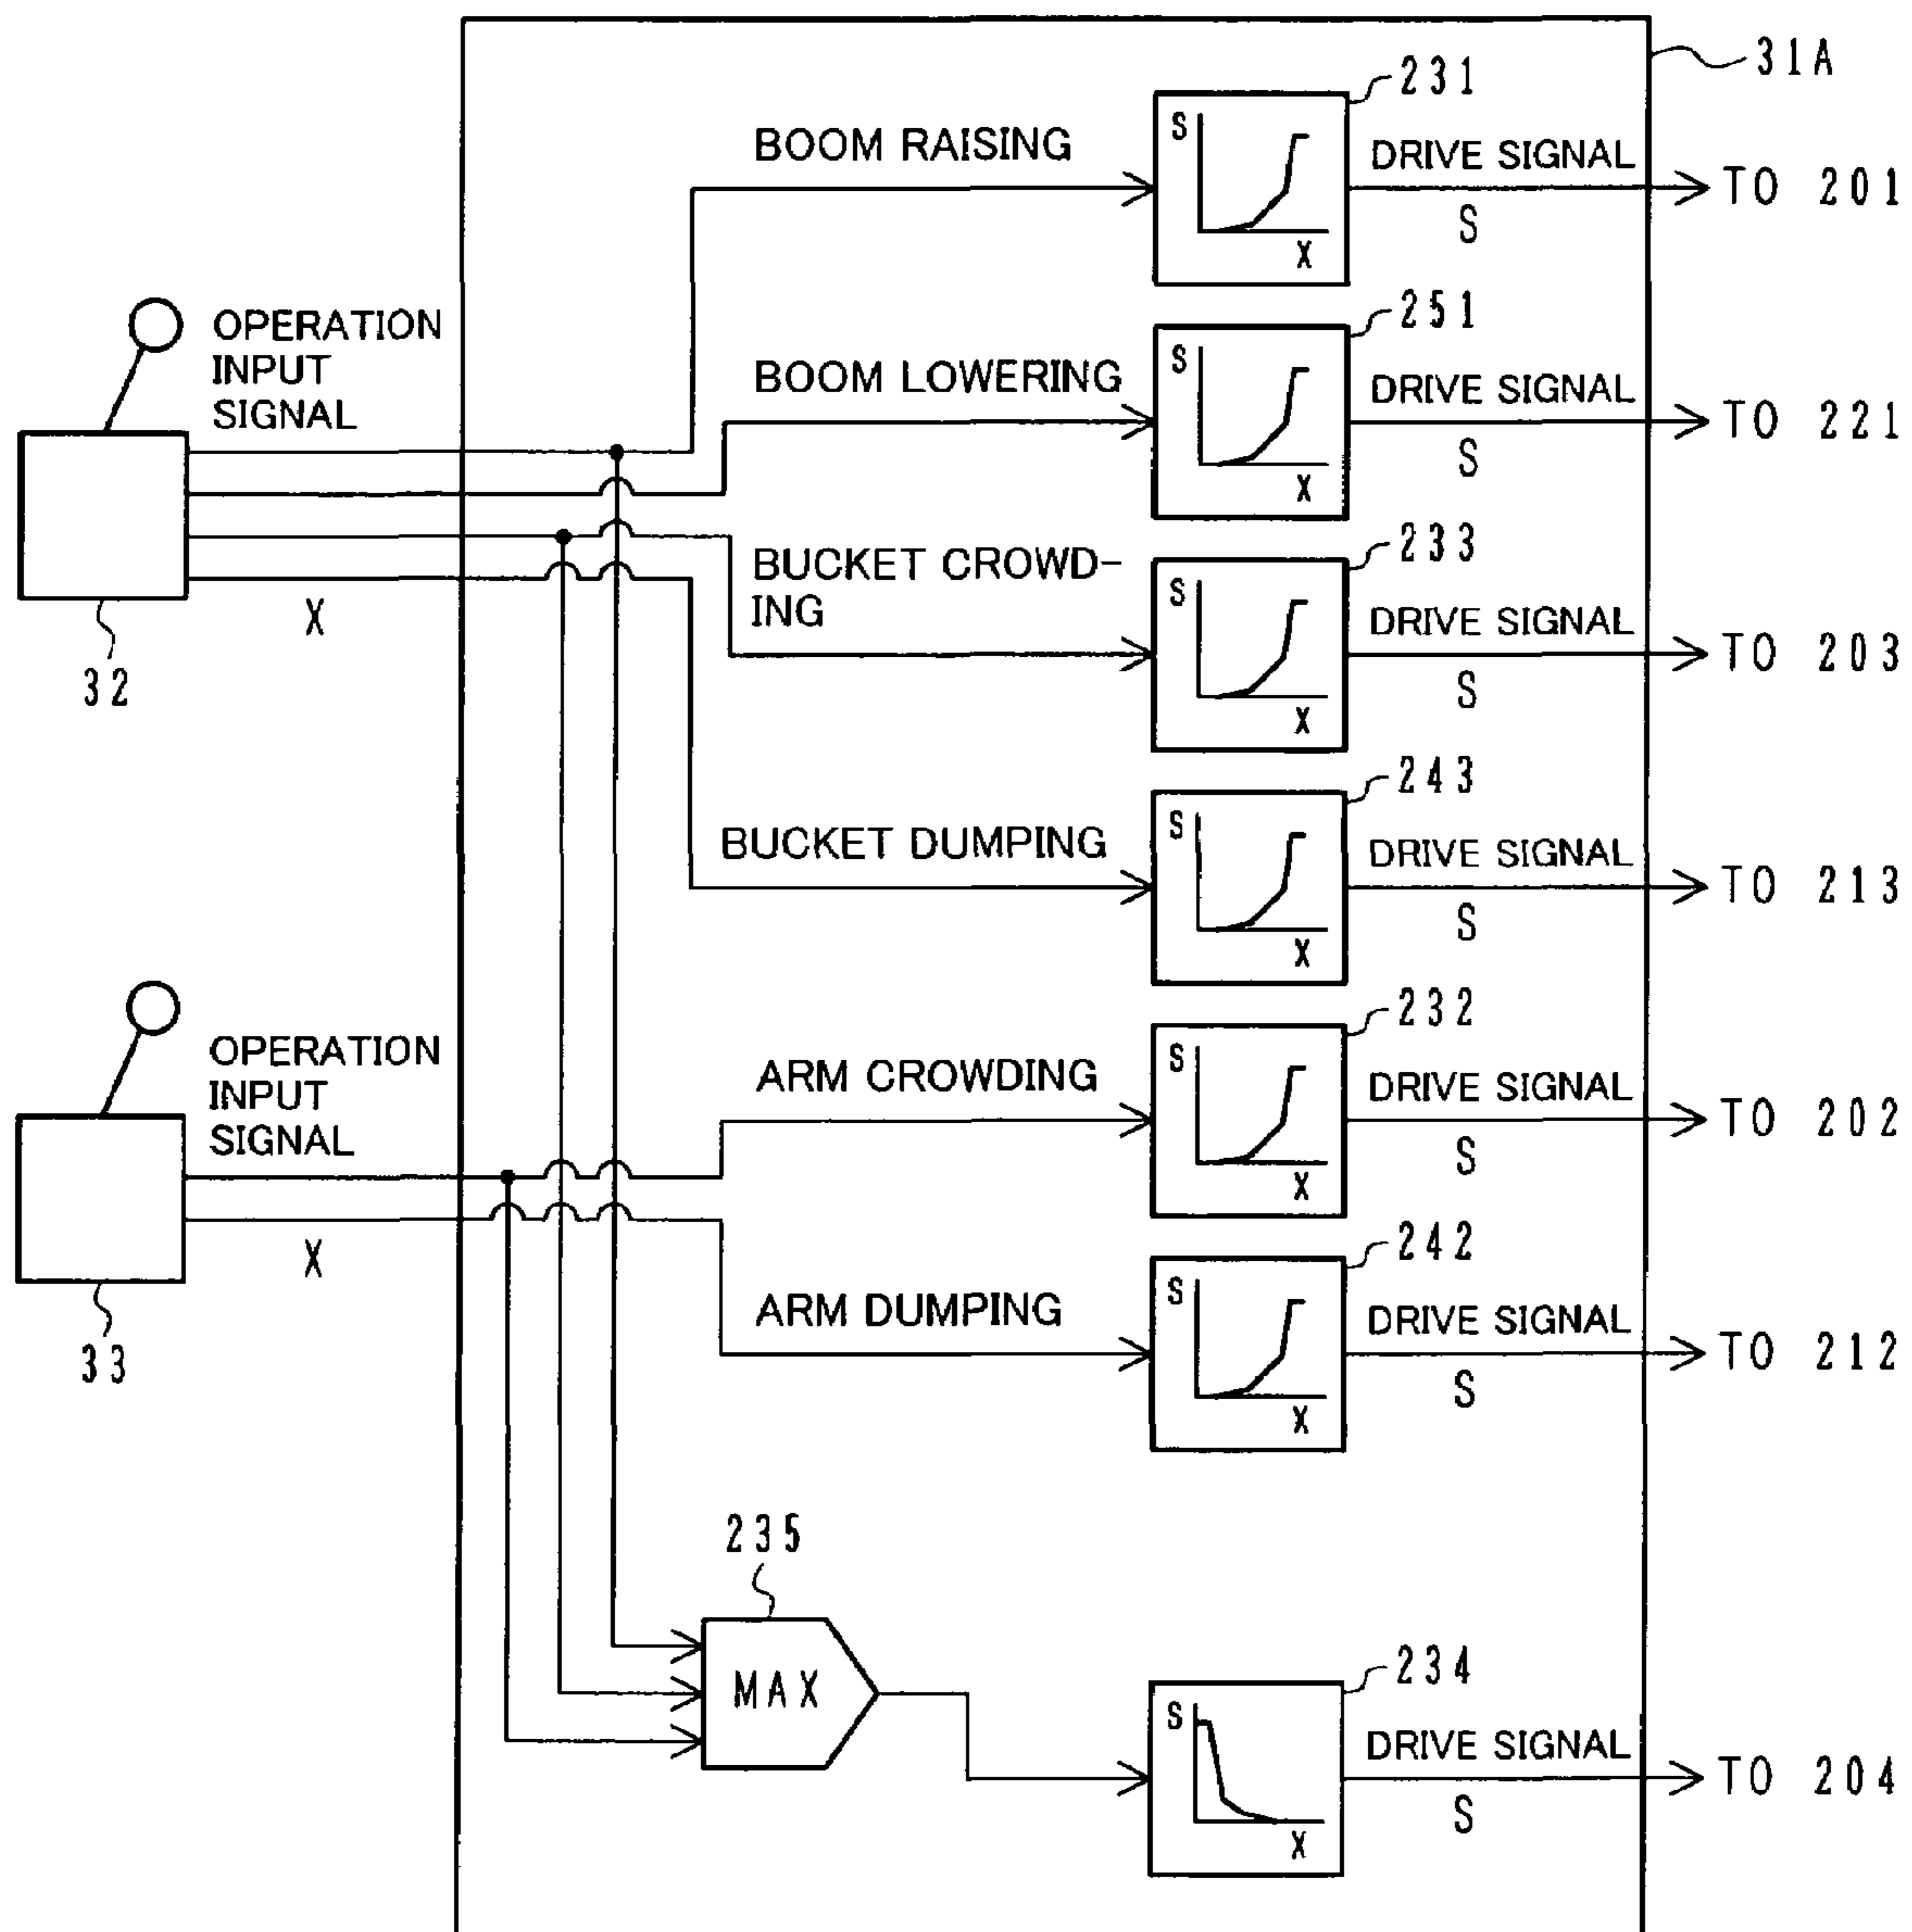 31A
231
BOOM RAISING
S
X
DRIVE SIGNAL
S
TO 201
OPERATION
INPUT
SIGNAL
X
32
251
BOOM LOWERING
S
X
DRIVE SIGNAL
S
TO 221
233
BUCKET CROWD-
ING
S
X
DRIVE SIGNAL
S
TO 203
243
BUCKET DUMPING
S
X
DRIVE SIGNAL
S
TO 213
OPERATION
INPUT
SIGNAL
X
33
232
ARM CROWDING
S
X
DRIVE SIGNAL
S
TO 202
242
ARM DUMPING
S
X
DRIVE SIGNAL
S
TO 212
235
MAX
234
S
X
DRIVE SIGNAL
S
TO 204